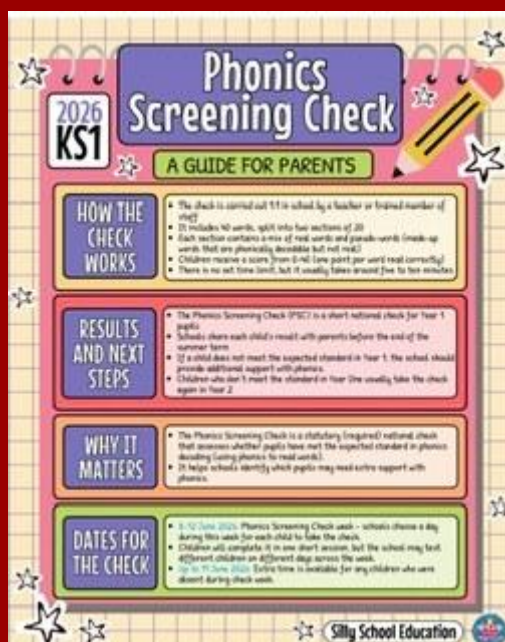 Phonics
Screening Check
2026
KS1
A GUIDE FOR PARENTS
HOW THE
CHECK
WORKS
• The check is carried out 1:1 in school by a teacher or trained member of
staff
• It includes 40 words, split into two sections of 20
• Each section contains a mix of real words and pseudo-words (made-up
words that are phonically decodable but not real)
• Children receive a score from 0-40 (one point per word read correctly)
• There is no set time limit, but it usually takes around five to ten minutes
RESULTS
AND NEXT
STEPS
• The Phonics Screening Check (PSC) is a short national check for Year 1
pupils
• Schools share each child's result with parents before the end of the
summer term
• If a child does not meet the expected standard in Year 1, the school should
provide additional support with phonics.
• Children who don't meet the standard in Year One usually take the check
again in Year 2
WHY IT
MATTERS
• The Phonics Screening Check is a statutory (required) national check
that assesses whether pupils have met the expected standard in phonics
decoding (using phonics to read words).
• It helps schools identify which pupils may need extra support with
phonics.
DATES FOR
THE CHECK
• June 2026: Phonics Screening Check week - schools choose a day
during this week for each child to take the check.
• Children will complete it in one short session, but the school may test
different children on different days across the week.
• Up to June 2026: Extra time is available for any children who were
absent during check week.
Silly School Education